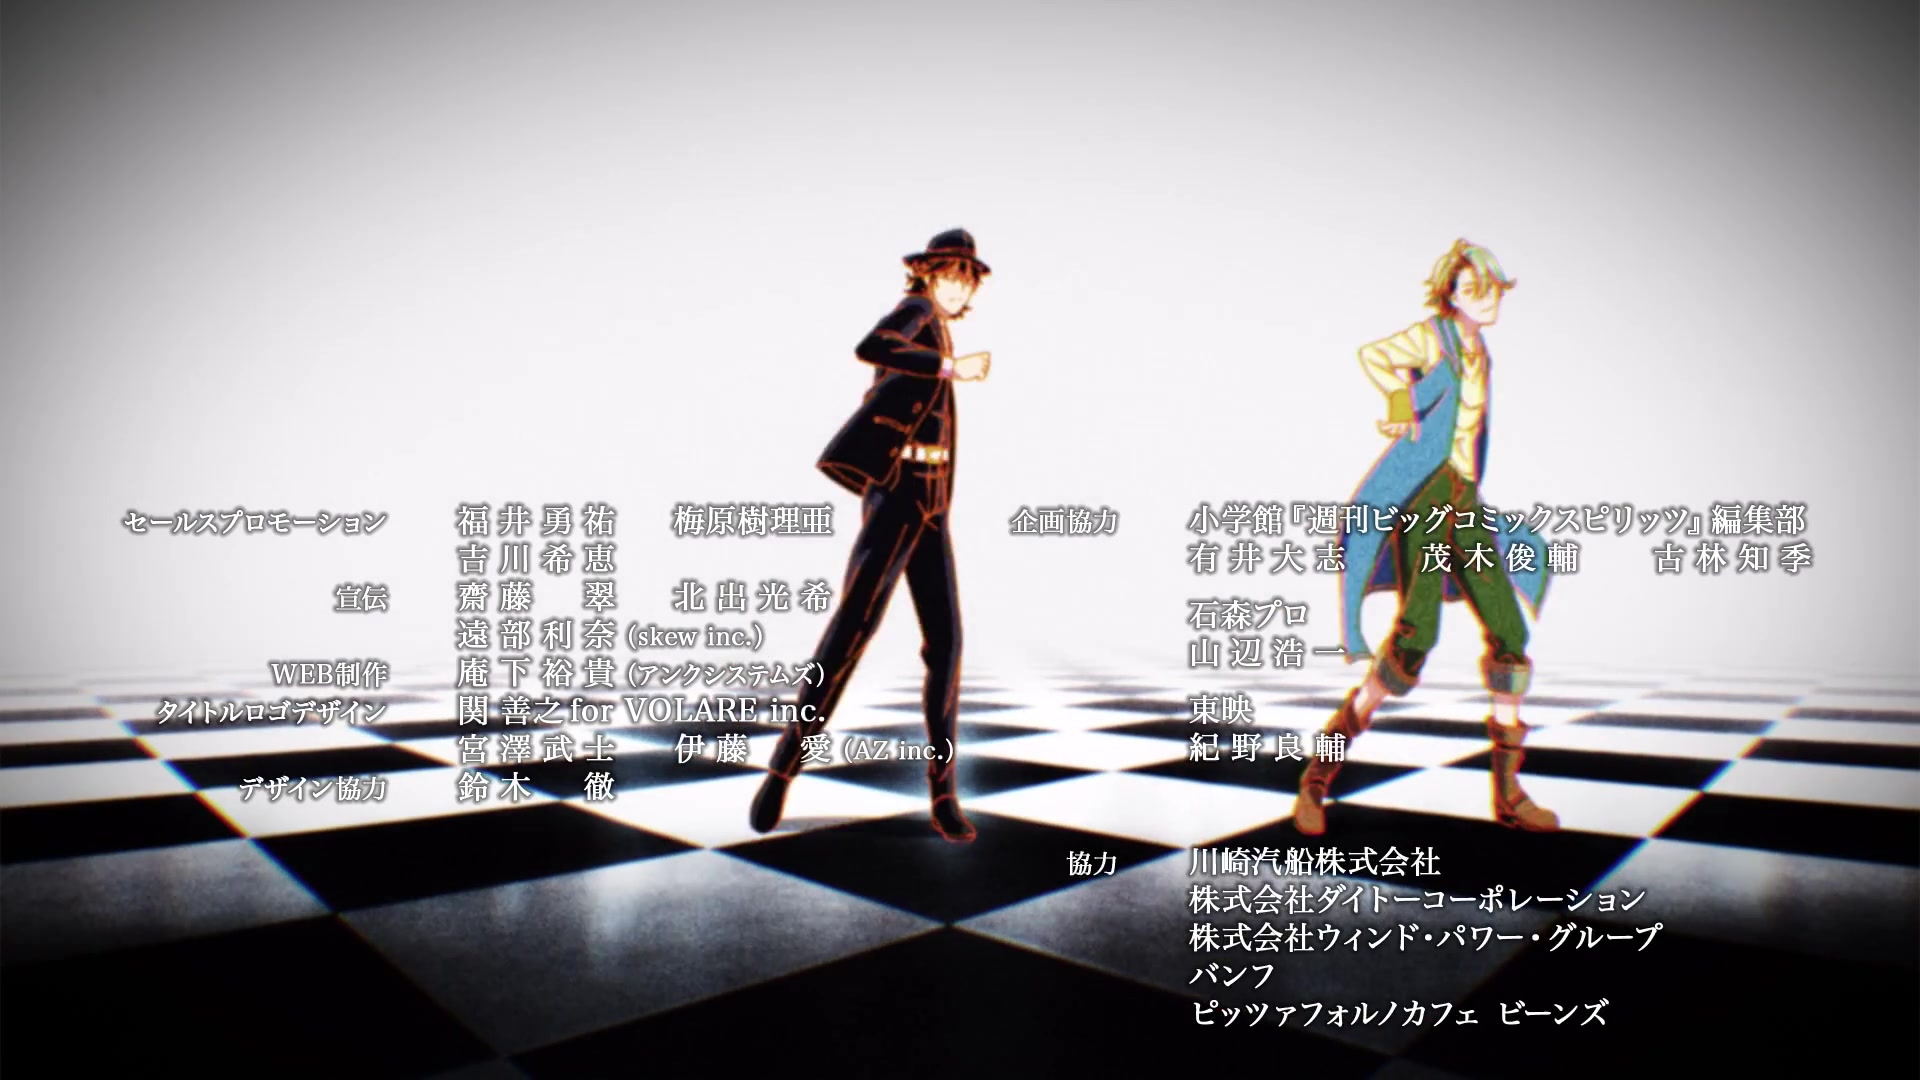 セールスプロモーション 福井勇祐 梅原樹理亜
吉川希恵
宣伝 齋藤 翠 北出光希
遠部利奈 (skew inc.)
WEB制作 庵下裕貴 (アンクシステムズ)
タイトルロゴデザイン 関 善之 for VOLARE inc.
宮澤武士 伊藤 愛 (AZ inc.)
デザイン協力 鈴木 徹
企画協力 小学館『週刊ビッグコミックスピリッツ』編集部
有井大志 茂木俊輔 古林知季
石森プロ
山辺浩一
東映
紀野良輔
協力 川崎汽船株式会社
株式会社ダイトーコーポレーション
株式会社ウィンド・パワー・グループ
バンフ
ピッツァフォルノカフェ ビーンズ